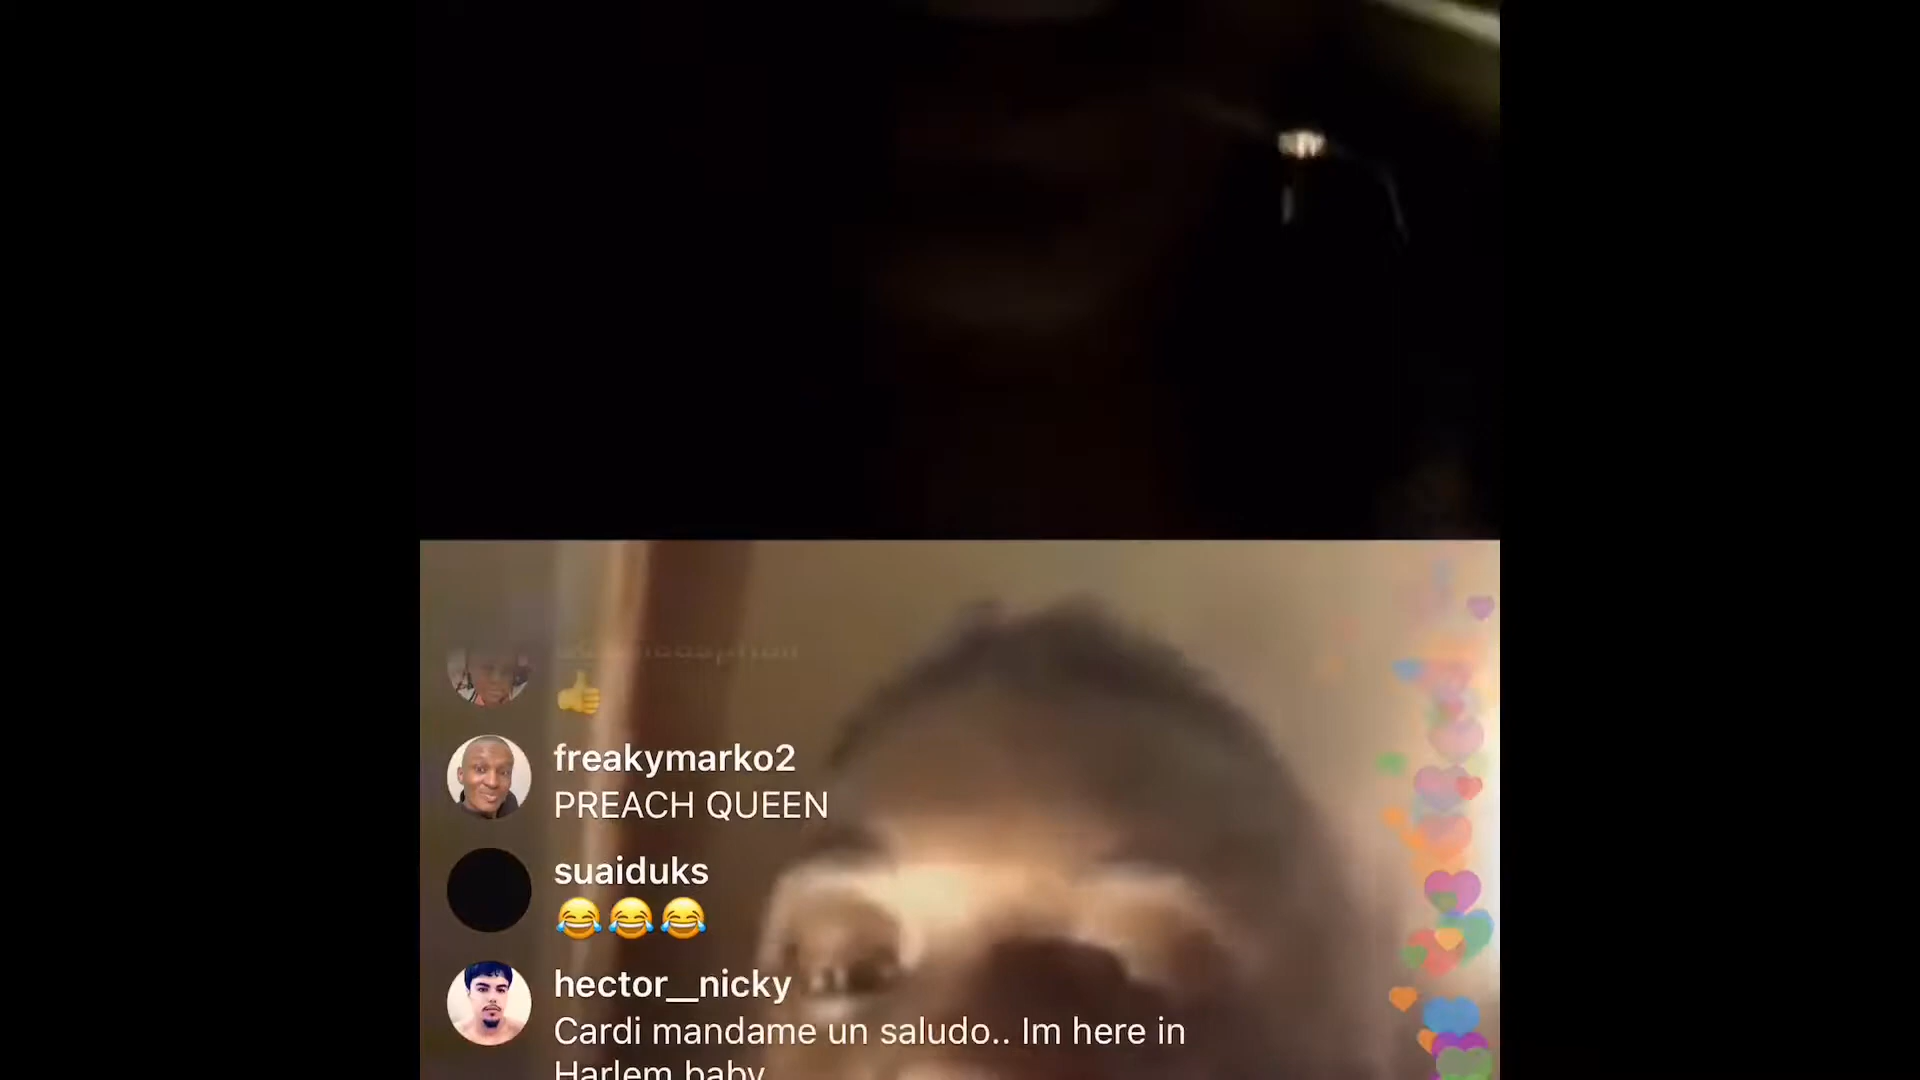 freakymarko2
PREACH QUEEN
suaiduks
😂😂😂
hector__nicky
Cardi mandame un saludo.. Im here in
Harlem baby